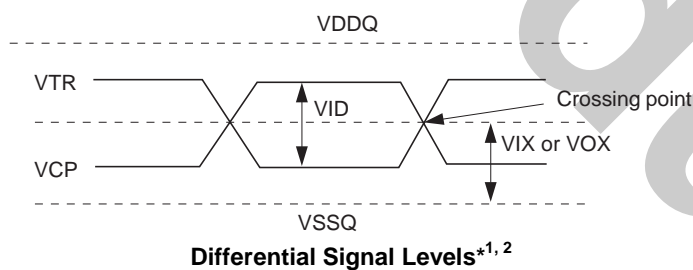 VDDQ
VTR
VID
Crossing point
VIX or VOX
VCP
VSSQ
Differential Signal Levels*1, 2